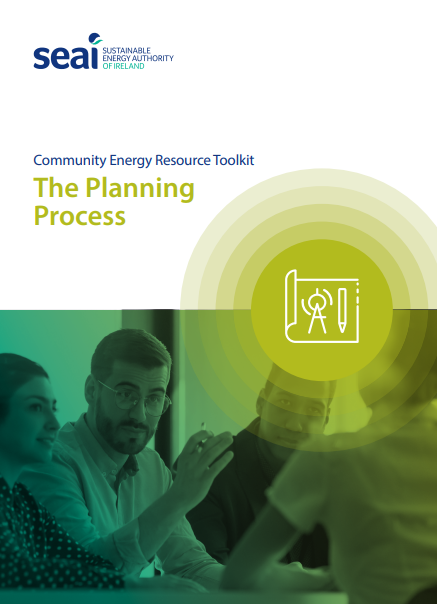 seai
SUSTAINABLE
ENERGY AUTHORITY
OF IRELAND
Community Energy Resource Toolkit
The Planning
Process